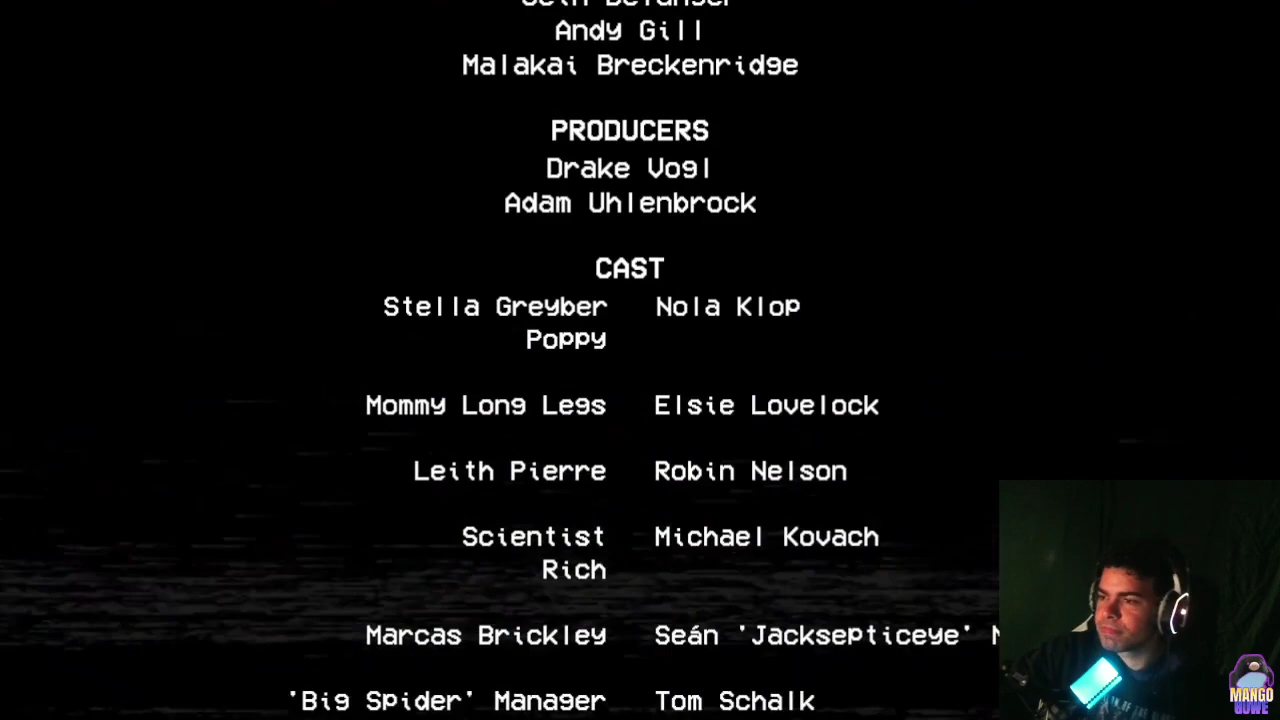 Andy Gill
Malakai Breckenridge
PRODUCERS
Drake Vogl
Adam Uhlenbrock
CAST
Stella Greyber Nola Klop
Poppy
Mommy Long Legs Elsie Lovelock
Leith Pierre Robin Nelson
Scientist Michael Kovach
Rich
Marcas Brickley Seán 'Jacksepticeye'
'Big Spider' Manager Tom Schalk
MANGO